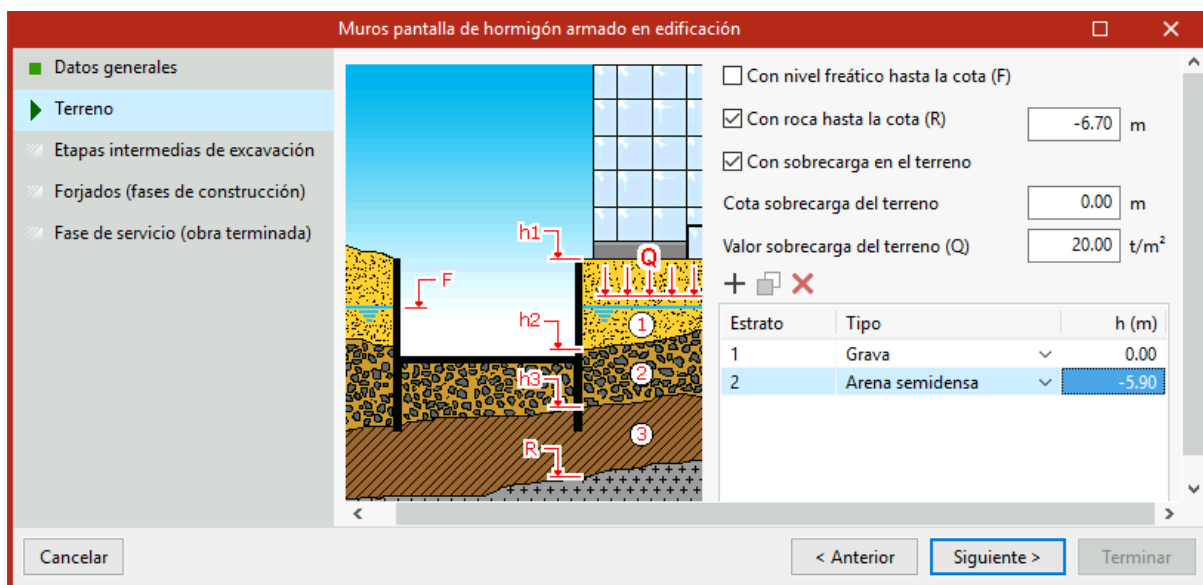 Muros pantalla de hormigón armado en edificación
Datos generales
Terreno
Etapas intermedias de excavación
Forjados (fases de construcción)
Fase de servicio (obra terminada)
h1
Q
F
h2
1
h3
2
3
R
Con nivel freático hasta la cota (F)
Con roca hasta la cota (R) -6.70 m
Con sobrecarga en el terreno
Cota sobrecarga del terreno 0.00 m
Valor sobrecarga del terreno (Q) 20.00 t/m²
Estrato Tipo h (m)
1 Grava 0.00
2 Arena semidensa -5.90
Cancelar < Anterior Siguiente > Terminar